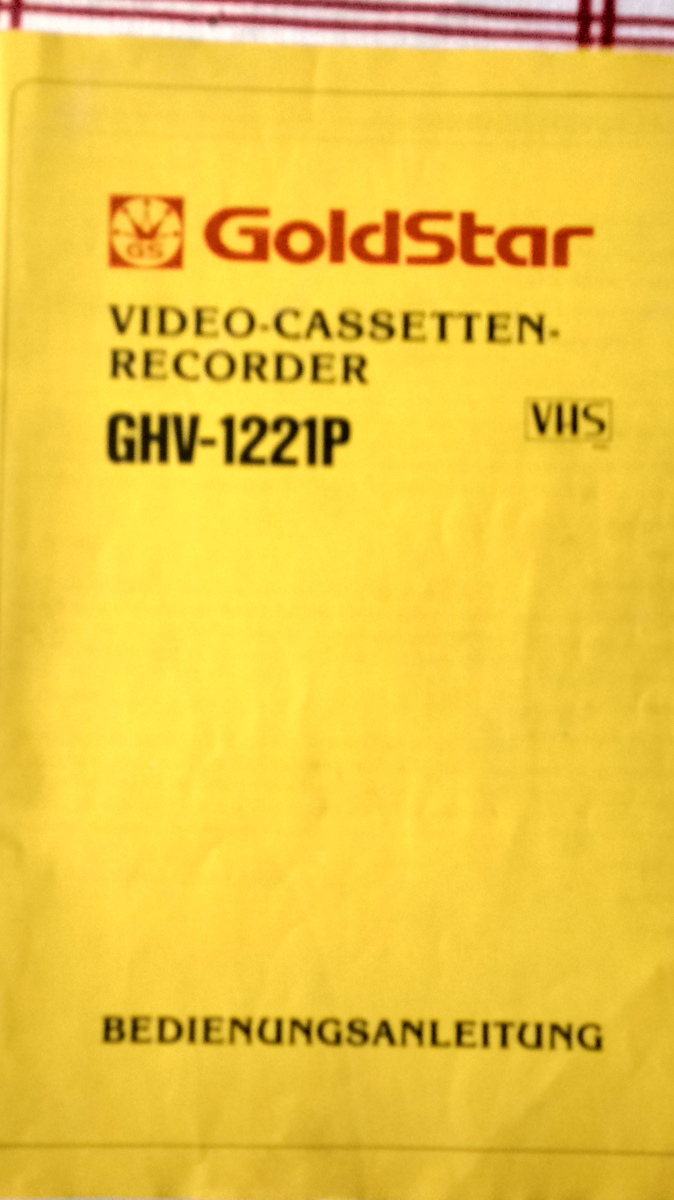 GS GoldStar
VIDEO-CASSETTEN-
RECORDER
GHV-1221P VHS
BEDIENUNGSANLEITUNG